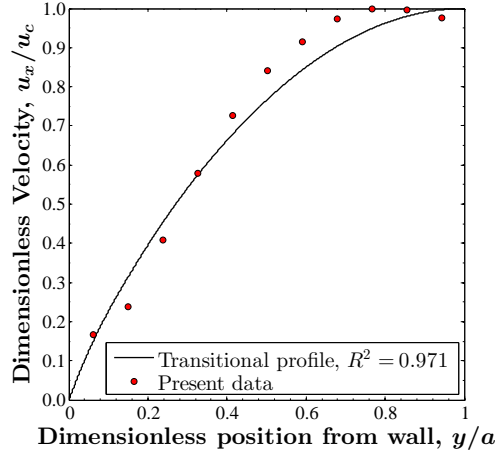 Dimensionless Velocity, u_x/u_c
1.0
0.9
0.8
0.7
0.6
0.5
0.4
0.3
0.2
0.1
0.0
Transitional profile, R² = 0.971
Present data
0 0.2 0.4 0.6 0.8 1
Dimensionless position from wall, y/a